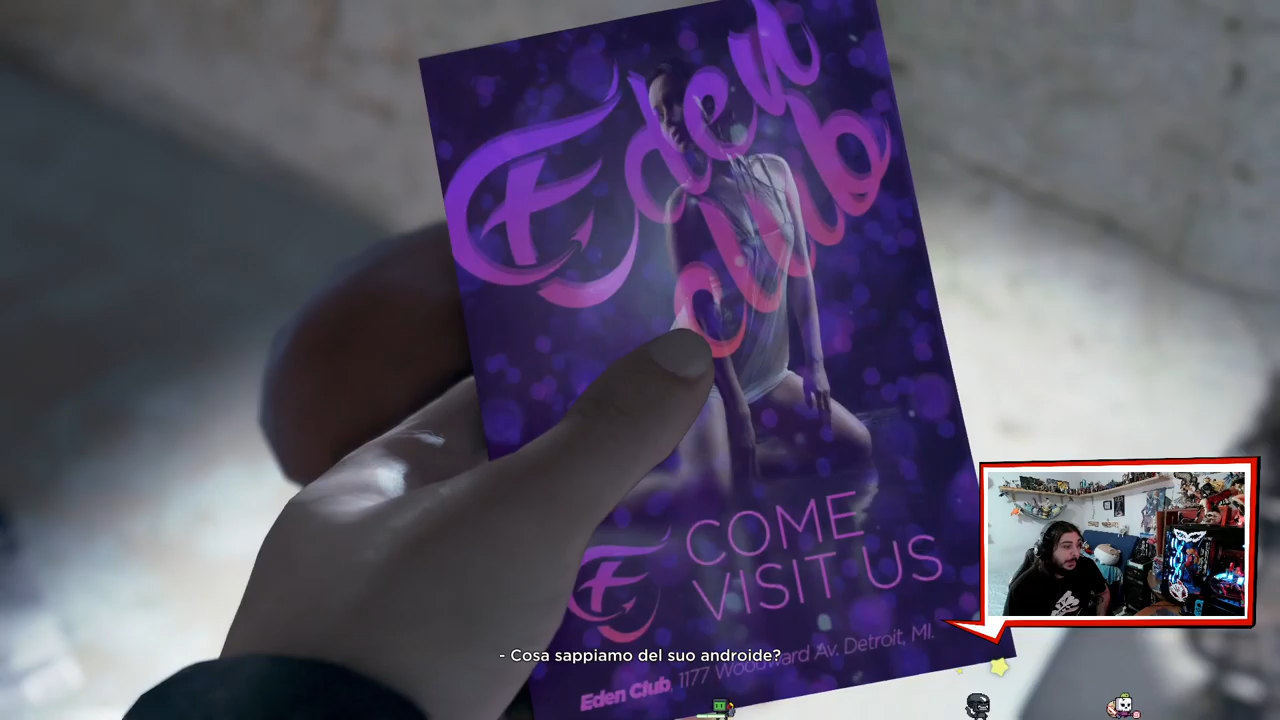 Eden
club
COME
VISIT US
- Cosa sappiamo del suo androide?
Eden Club, 1177 Woodward Av. Detroit, MI.